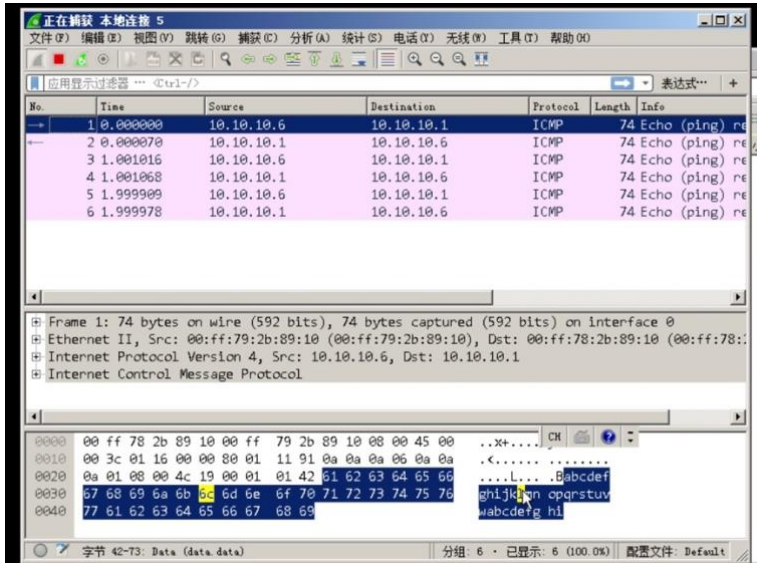 正在捕获 本地连接 5
文件(F) 编辑(E) 视图(V) 跳转(G) 捕获(C) 分析(A) 统计(S) 电话(Y) 无线(W) 工具(T) 帮助(H)
应用显示过滤器 … <Ctrl-/> 表达式… +
No. Time Source Destination Protocol Length Info
1 0.000000 10.10.10.6 10.10.10.1 ICMP 74 Echo (ping) re
2 0.000070 10.10.10.1 10.10.10.6 ICMP 74 Echo (ping) re
3 1.001016 10.10.10.6 10.10.10.1 ICMP 74 Echo (ping) re
4 1.001068 10.10.10.1 10.10.10.6 ICMP 74 Echo (ping) re
5 1.999909 10.10.10.6 10.10.10.1 ICMP 74 Echo (ping) re
6 1.999978 10.10.10.1 10.10.10.6 ICMP 74 Echo (ping) re
Frame 1: 74 bytes on wire (592 bits), 74 bytes captured (592 bits) on interface 0
Ethernet II, Src: 00:ff:79:2b:89:10 (00:ff:79:2b:89:10), Dst: 00:ff:78:2b:89:10 (00:ff:78:
Internet Protocol Version 4, Src: 10.10.10.6, Dst: 10.10.10.1
Internet Control Message Protocol
0000 00 ff 78 2b 89 10 00 ff 79 2b 89 10 08 00 45 00 ..x+.... CH
0010 00 3c 01 16 00 00 80 01 11 91 0a 0a 0a 06 0a 0a .<...... ........
0020 0a 01 08 00 4c 19 00 01 01 42 61 62 63 64 65 66 ....L... .Babcdef
0030 67 68 69 6a 6b 6c 6d 6e 6f 70 71 72 73 74 75 76 ghijklmn opqrstuv
0040 77 61 62 63 64 65 66 67 68 69 wabcdefg hi
字节 42-73: Data (data.data) 分组: 6 · 已显示: 6 (100.0%) 配置文件: Default